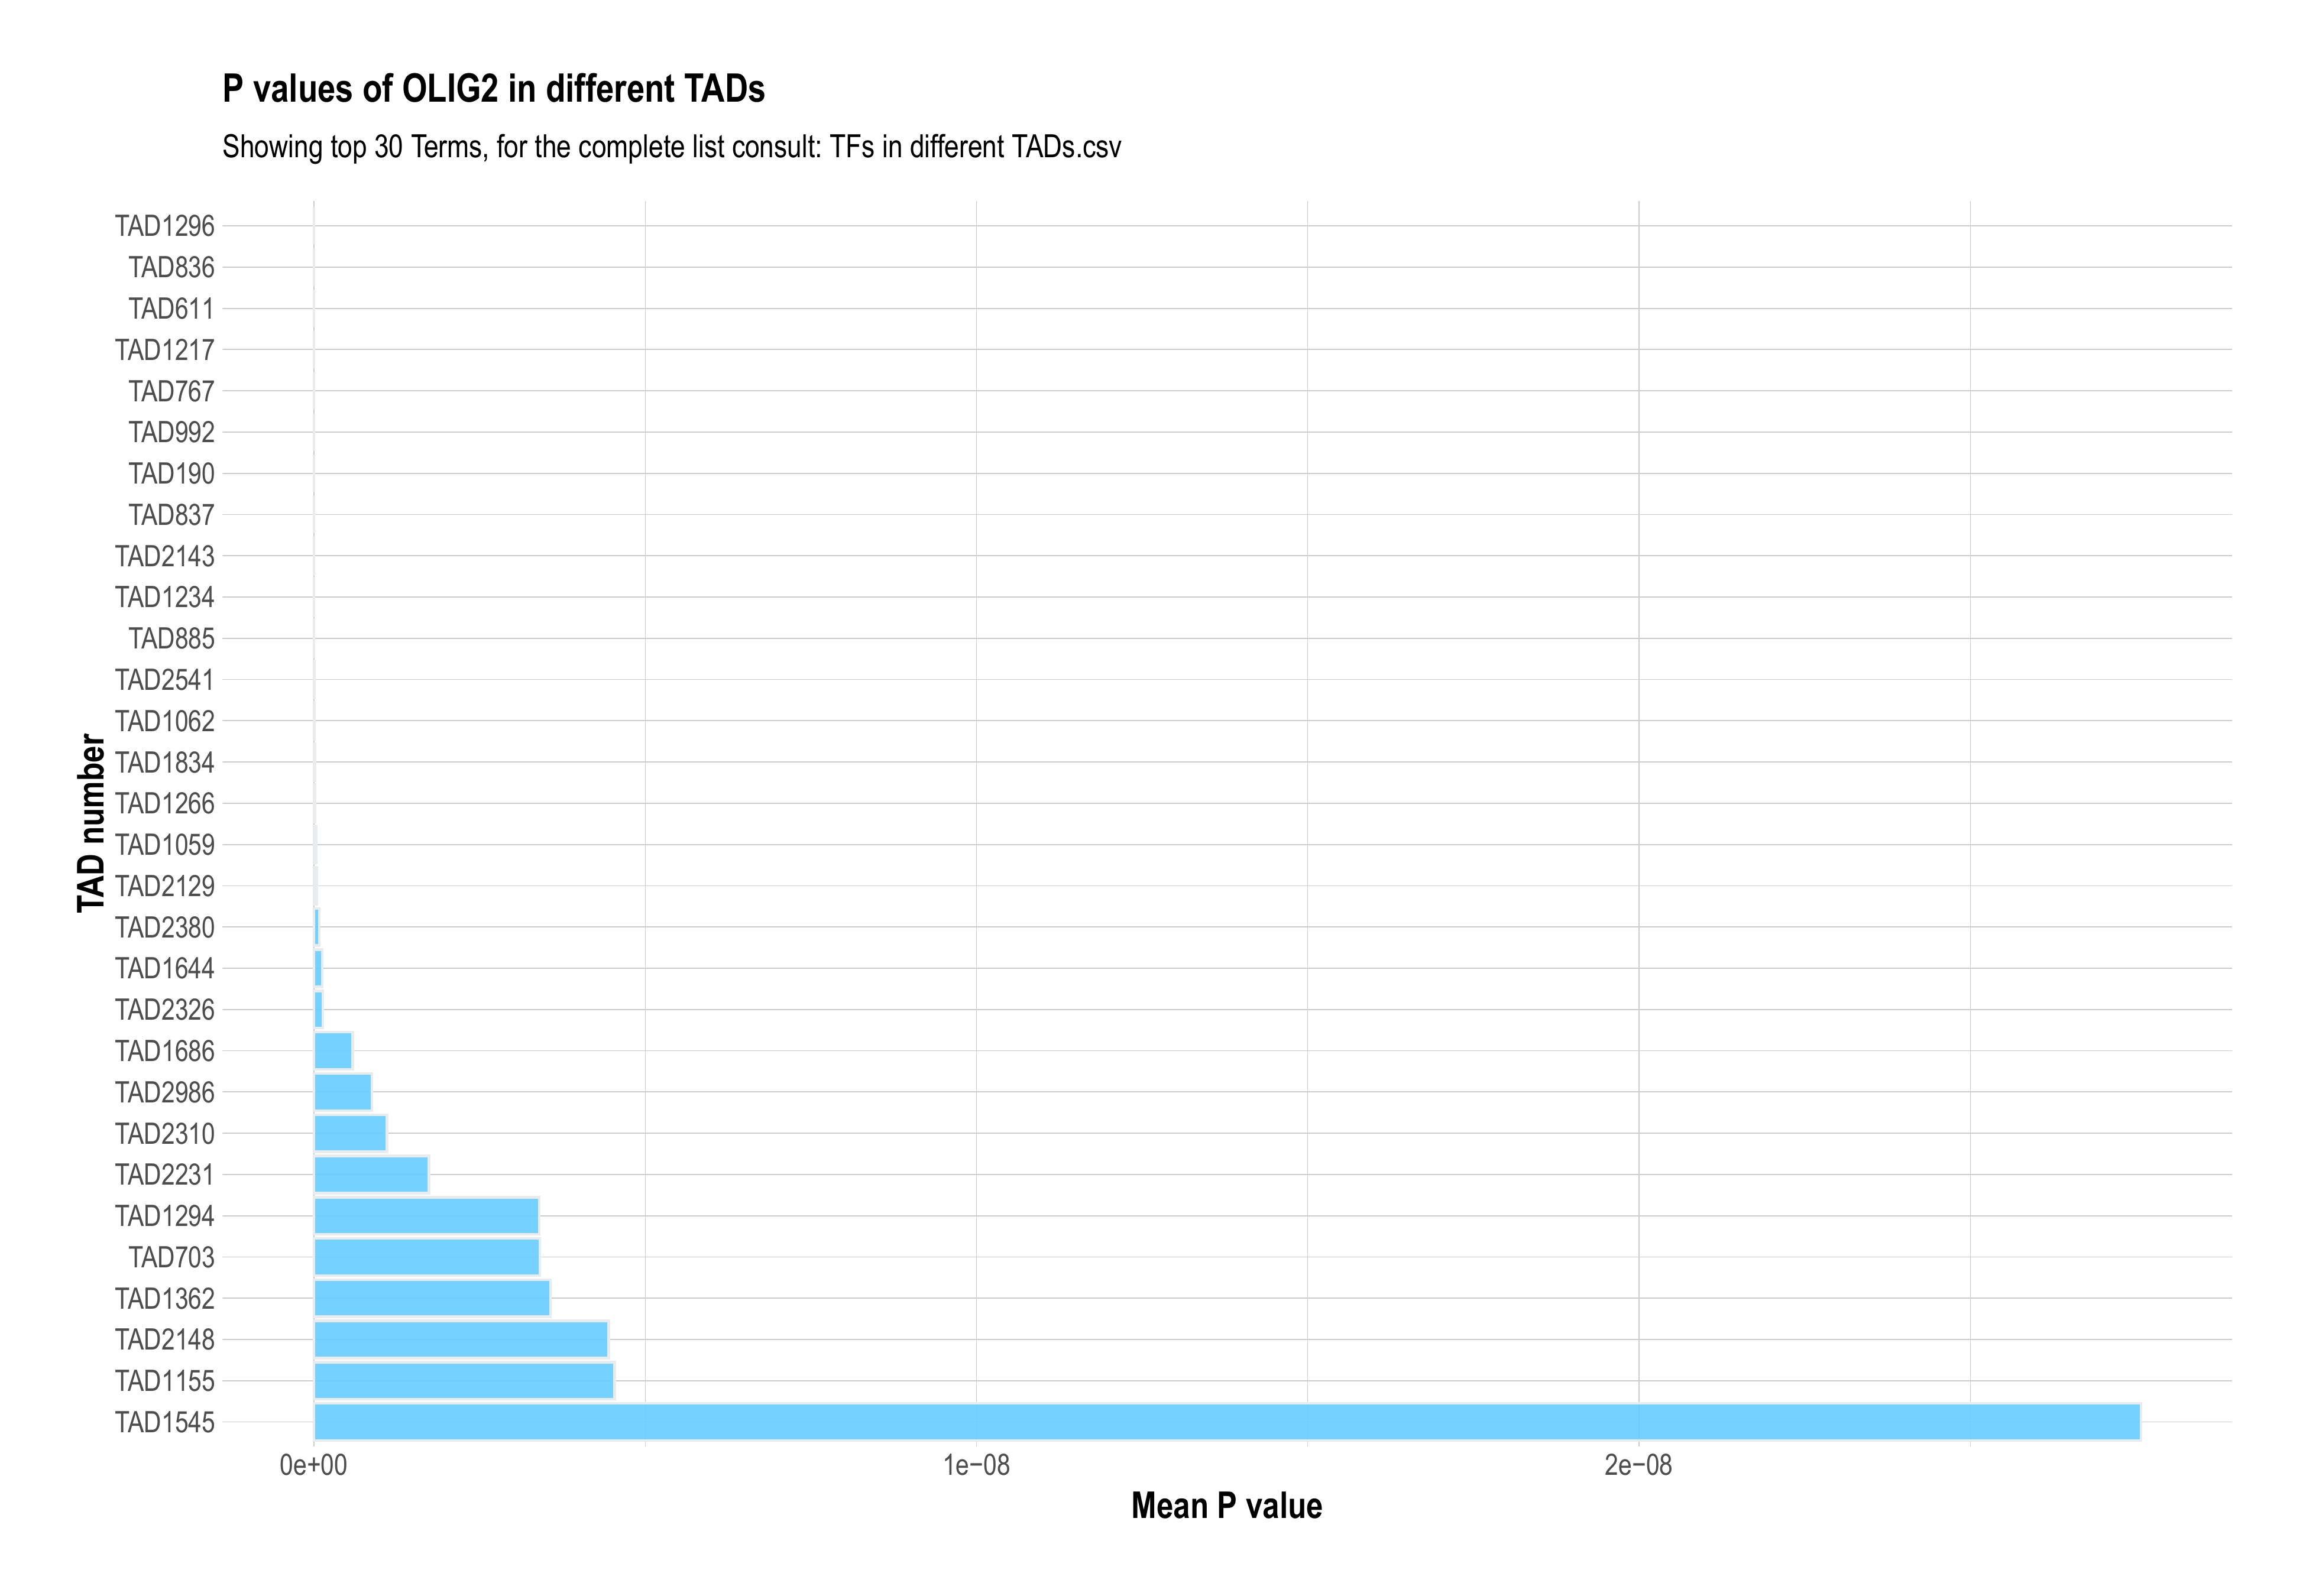 P values of OLIG2 in different TADs
Showing top 30 Terms, for the complete list consult: TFs in different TADs.csv
TAD number
TAD1296
TAD836
TAD611
TAD1217
TAD767
TAD992
TAD190
TAD837
TAD2143
TAD1234
TAD885
TAD2541
TAD1062
TAD1834
TAD1266
TAD1059
TAD2129
TAD2380
TAD1644
TAD2326
TAD1686
TAD2986
TAD2310
TAD2231
TAD1294
TAD703
TAD1362
TAD2148
TAD1155
TAD1545
0e+00 1e−08 2e−08
Mean P value